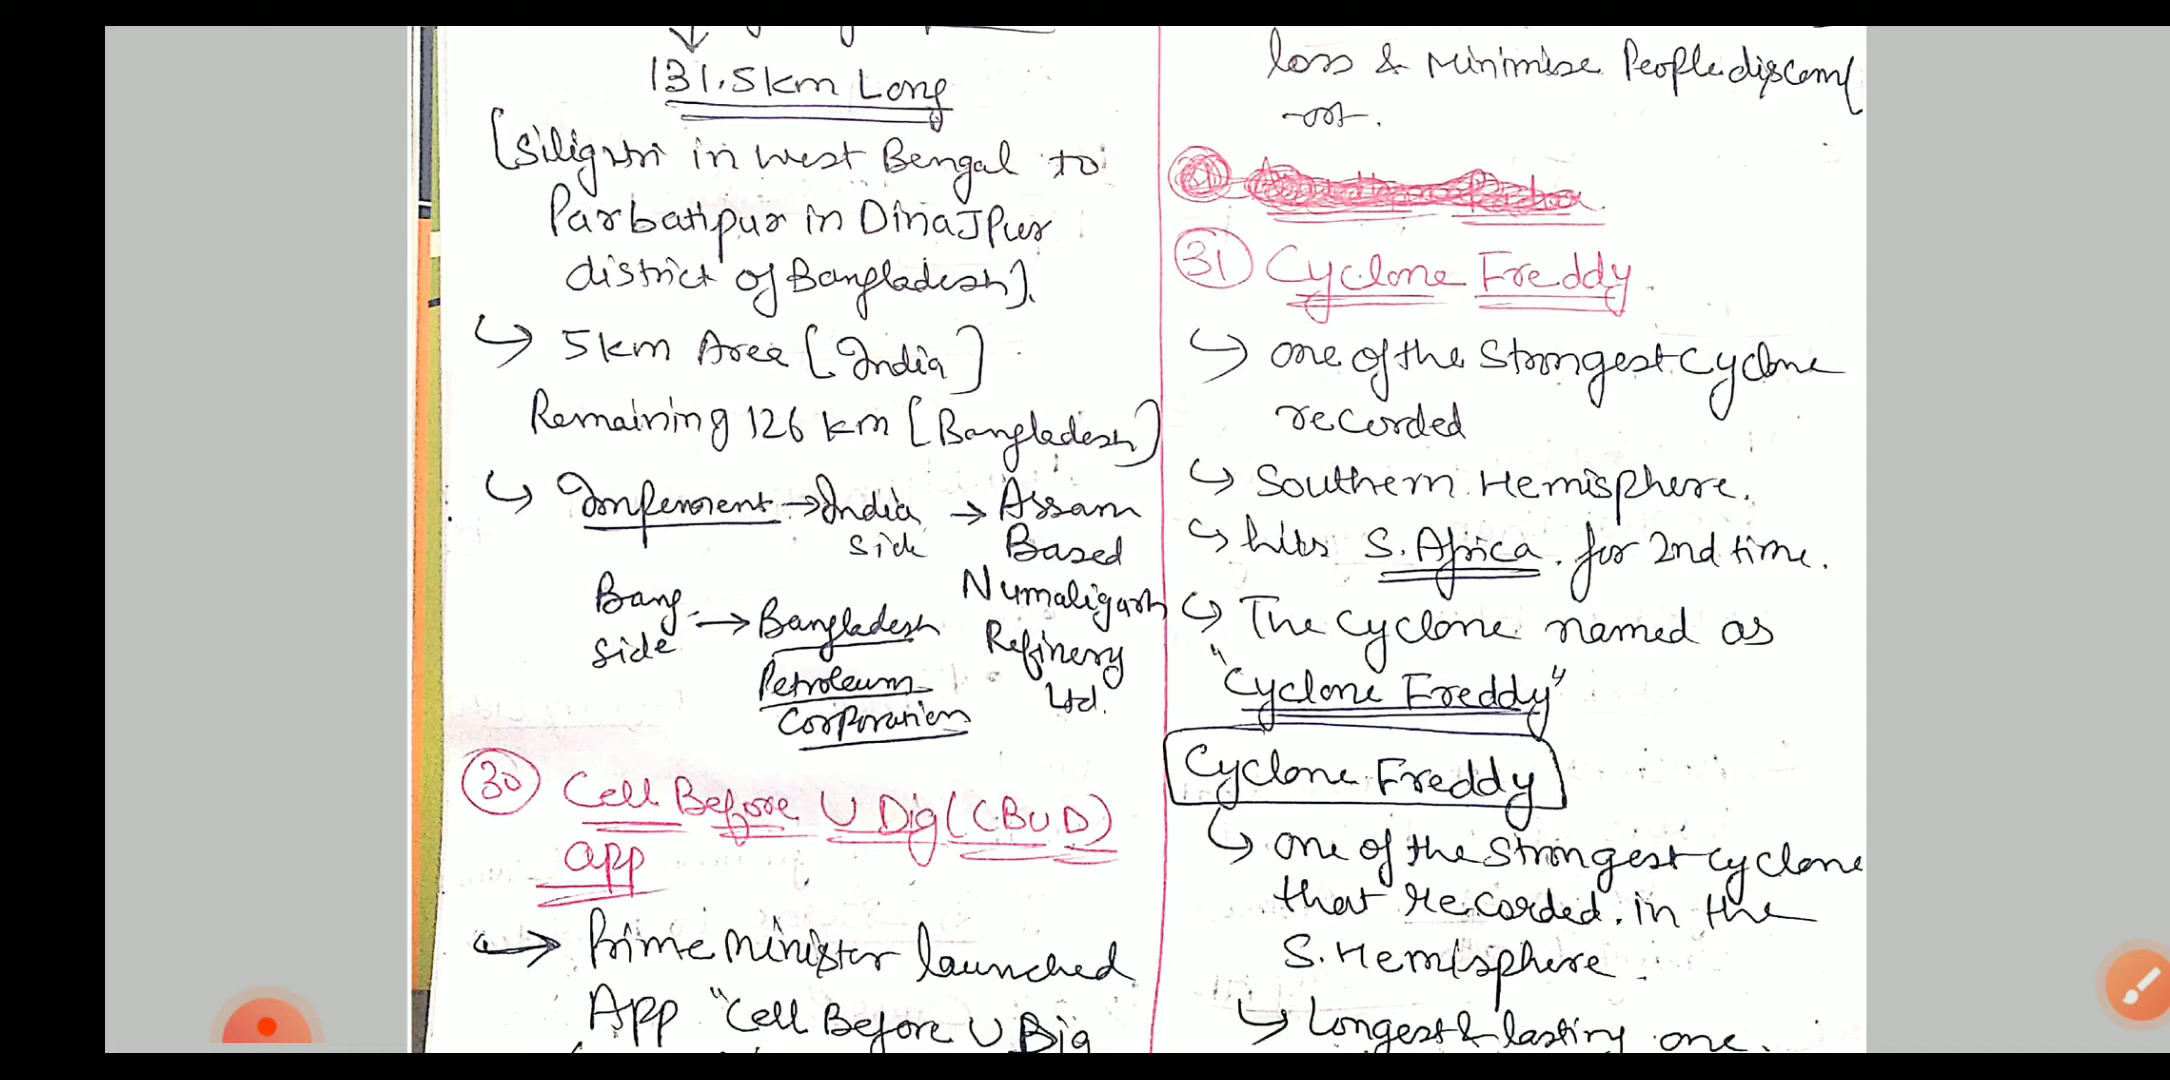 131.5km Long
[Siliguri in west Bengal to
Parbatipur in DinaJPur
district of Bangladesh].
↳ 5km Area [India]
Remaining 126 km [Bangladesh]
↳ → India → Assam
side Based
Numaligarh
Refinery
Ltd.
Bang → Bangladesh
side Petroleum
Corporation
30 Cell Before U Dig (CBUD)
app
→ Prime Minister launched
App "Cell Before U Dig
loss & Minimise People discomf
-ort.
31 Cyclone Freddy
↳ one of the Strongest Cyclone
recorded
↳ Southern Hemisphere.
↳ hits S. Africa. for 2nd time.
↳ The Cyclone named as
"Cyclone Freddy"
Cyclone Freddy
↳ one of the Strongest cyclone
that recorded. in the
S. Hemisphere.
↳ Longest & lasting one.